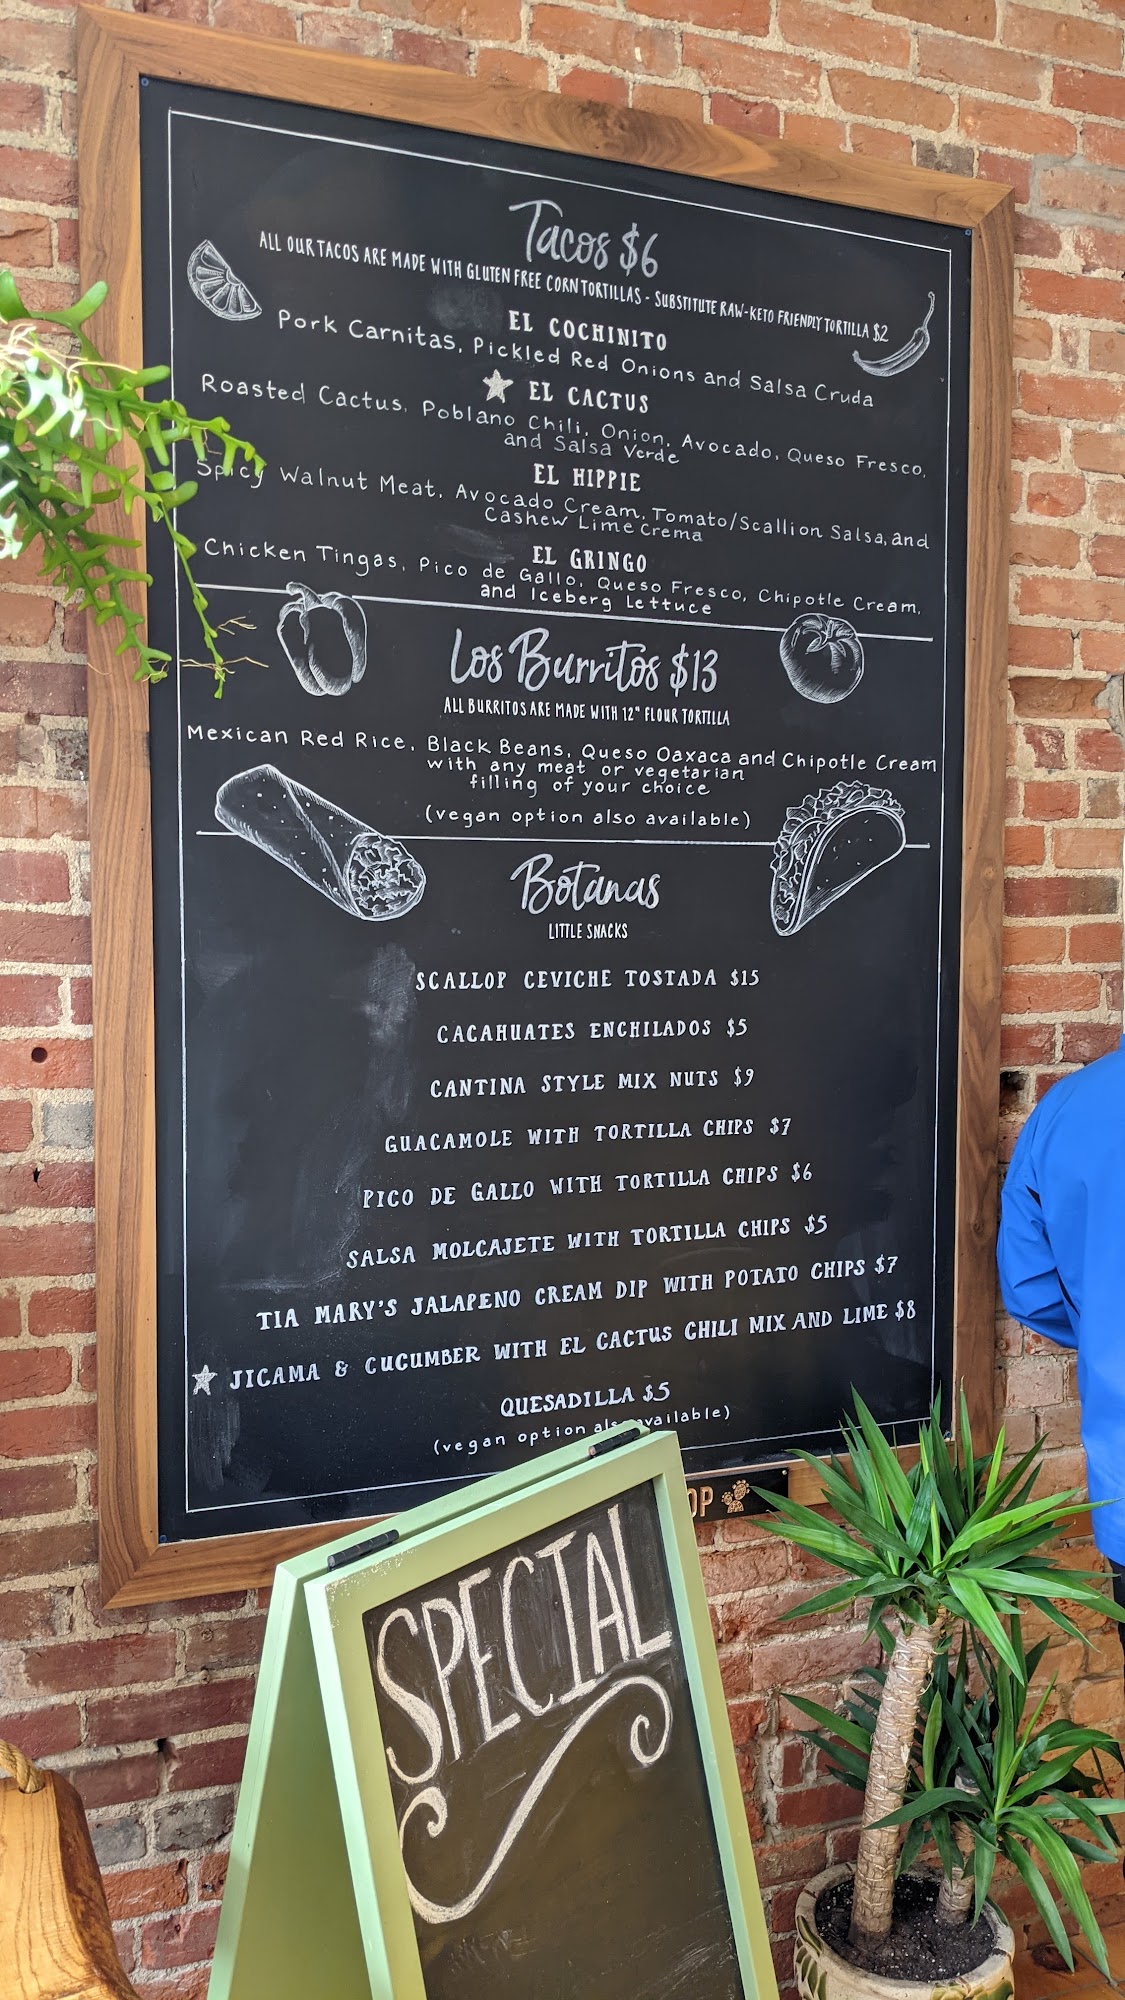 Tacos $6
ALL OUR TACOS ARE MADE WITH GLUTEN FREE CORN TORTILLAS - SUBSTITUTE RAW-KETO FRIENDLY TORTILLA $2
EL COCHINITO
Pork Carnitas, Pickled Red Onions and Salsa Cruda
EL CACTUS
Roasted Cactus, Poblano Chili, Onion, Avocado, Queso Fresco,
and Salsa Verde
EL HIPPIE
Spicy Walnut Meat, Avocado Cream, Tomato/Scallion Salsa, and
Cashew Lime Crema
EL GRINGO
Chicken Tingas, Pico de Gallo, Queso Fresco, Chipotle Cream,
and Iceberg Lettuce
Los Burritos $13
ALL BURRITOS ARE MADE WITH 12" FLOUR TORTILLA
Mexican Red Rice, Black Beans, Queso Oaxaca and Chipotle Cream
with any meat or vegetarian
filling of your choice
(vegan option also available)
Botanas
LITTLE SNACKS
SCALLOP CEVICHE TOSTADA $15
CACAHUATES ENCHILADOS $5
CANTINA STYLE MIX NUTS $9
GUACAMOLE WITH TORTILLA CHIPS $7
PICO DE GALLO WITH TORTILLA CHIPS $6
SALSA MOLCAJETE WITH TORTILLA CHIPS $5
TIA MARY'S JALAPENO CREAM DIP WITH POTATO CHIPS $7
JICAMA & CUCUMBER WITH EL CACTUS CHILI MIX AND LIME $8
QUESADILLA $5
(vegan option also available)
OP
SPECIAL